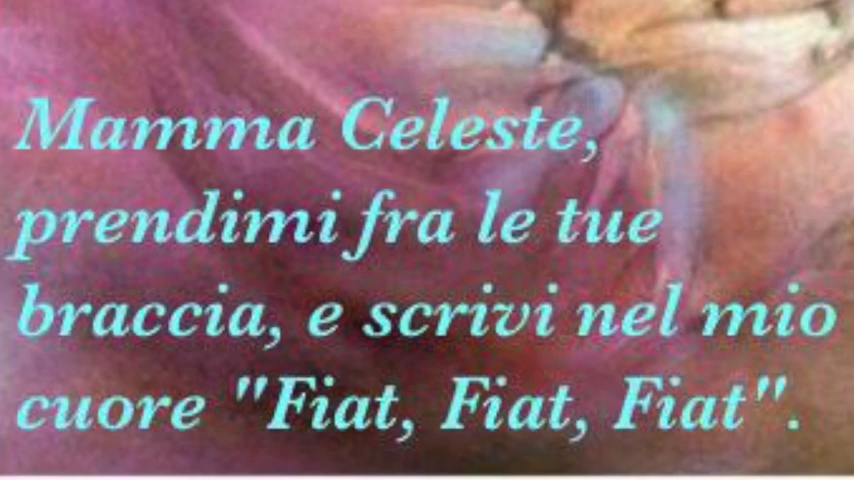 Mamma Celeste,
prendimi fra le tue
braccia, e scrivi nel mio
cuore "Fiat, Fiat, Fiat".